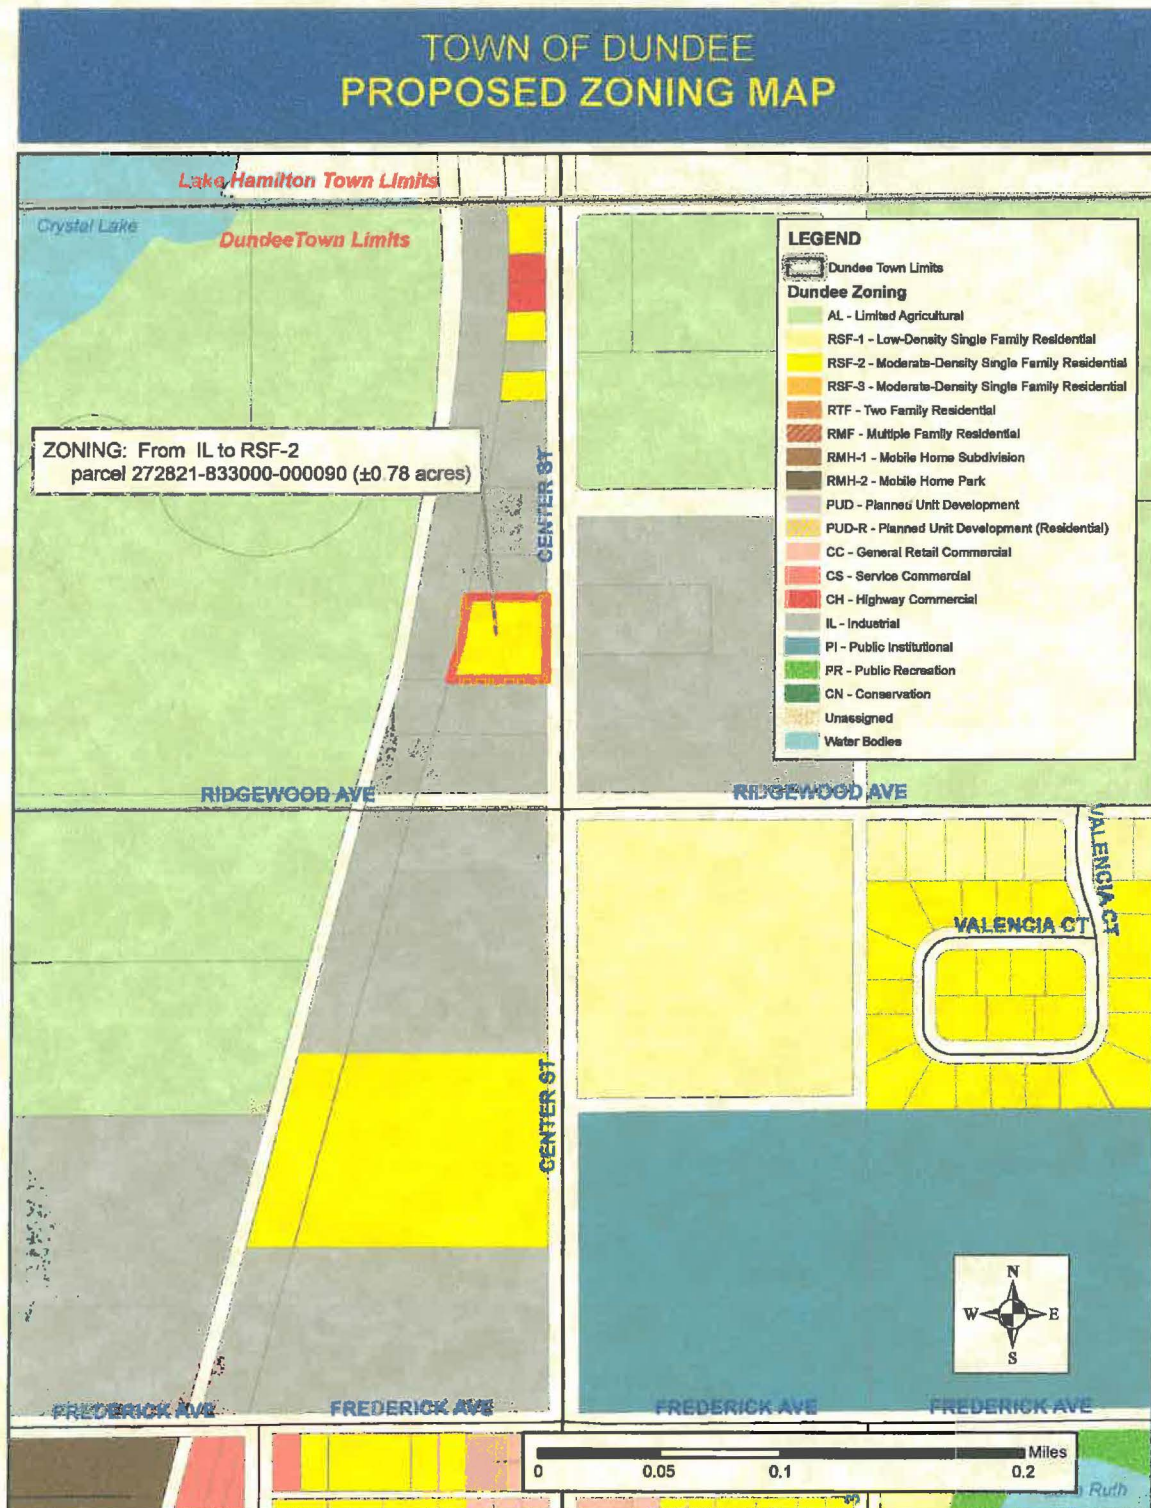 TOWN OF DUNDEE
PROPOSED ZONING MAP
Lake Hamilton Town Limits
Crystal Lake
DundeeTown Limits
LEGEND
Dundee Town Limits
Dundee Zoning
AL - Limited Agricultural
RSF-1 - Low-Density Single Family Residential
RSF-2 - Moderate-Density Single Family Residential
RSF-3 - Moderate-Density Single Family Residential
RTF - Two Family Residential
RMF - Multiple Family Residential
RMH-1 - Mobile Home Subdivision
RMH-2 - Mobile Home Park
PUD - Planned Unit Development
PUD-R - Planned Unit Development (Residential)
CC - General Retail Commercial
CS - Service Commercial
CH - Highway Commercial
IL - Industrial
PI - Public Institutional
PR - Public Recreation
CN - Conservation
Unassigned
Water Bodies
ZONING: From IL to RSF-2
parcel 272821-833000-000090 (±0.78 acres)
CENTER ST
RIDGEWOOD AVE
RIDGEWOOD AVE
VALENCIA CT
VALENCIA CT
CENTER ST
N
W
E
S
FREDERICK AVE
FREDERICK AVE
FREDERICK AVE
FREDERICK AVE
Miles
0
0.05
0.1
0.2
Ruth